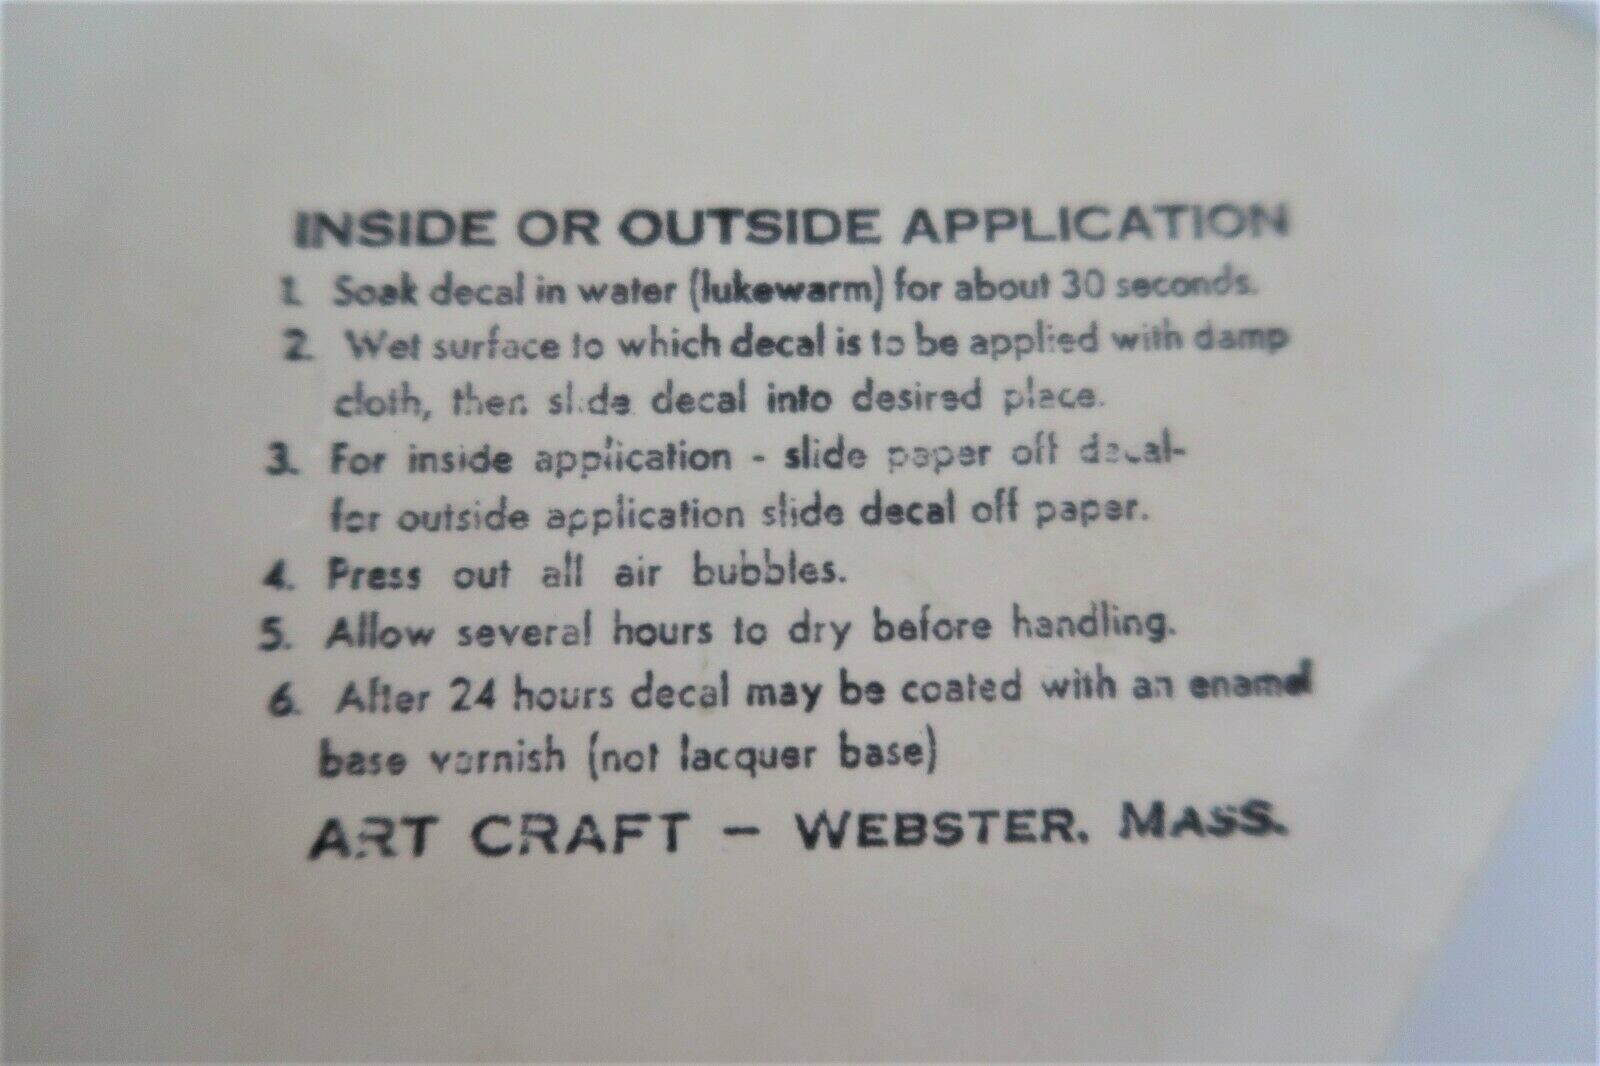 INSIDE OR OUTSIDE APPLICATION
1. Soak decal in water (lukewarm) for about 30 seconds.
2. Wet surface to which decal is to be applied with damp
cloth, then slide decal into desired place.
3. For inside application - slide paper off decal-
for outside application slide decal off paper.
4. Press out all air bubbles.
5. Allow several hours to dry before handling.
6. After 24 hours decal may be coated with an enamel
base varnish (not lacquer base)
ART CRAFT - WEBSTER, MASS.